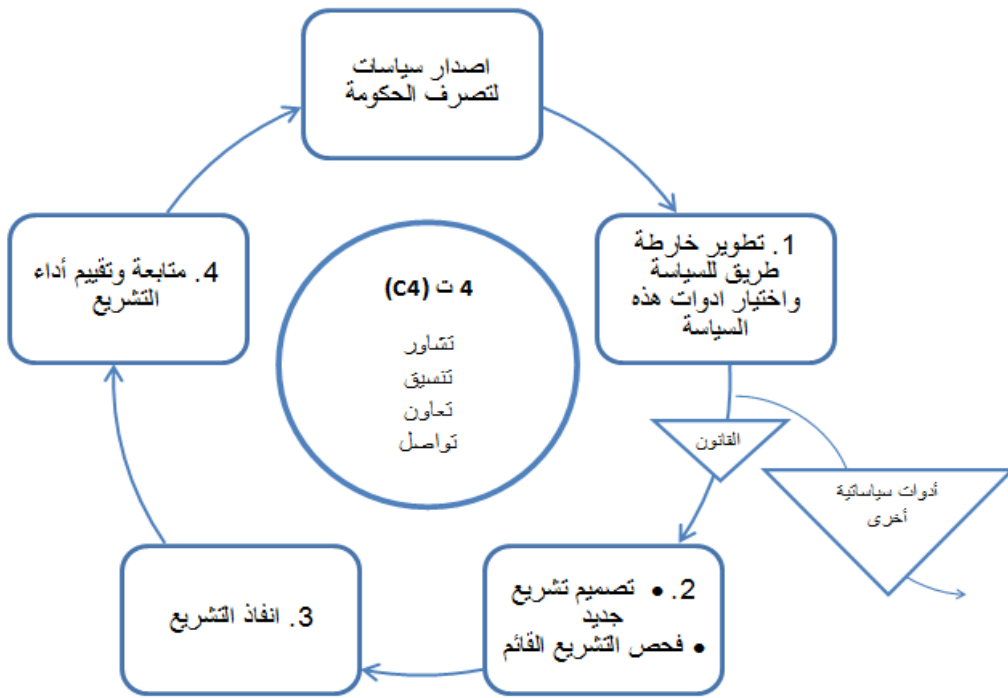 اصدار سياسات
لتصرف الحكومة
1. تطوير خارطة
طريق للسياسة
واختيار ادوات هذه
السياسة
القانون
أدوات سياساتية
أخرى
2. • تصميم تشريع
جديد
• فحص التشريع القائم
3. انفاذ التشريع
4. متابعة وتقييم أداء
التشريع
4 ت (C4)
تشاور
تنسيق
تعاون
تواصل